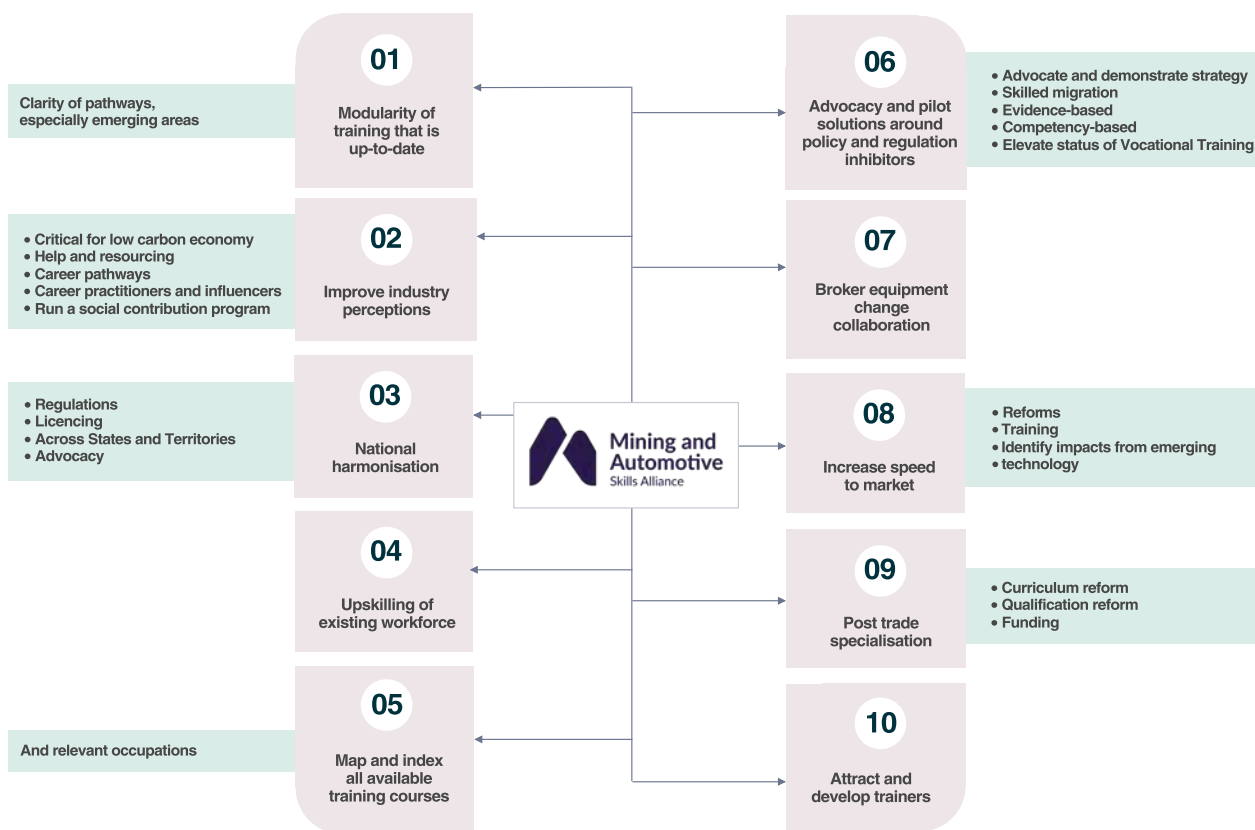 01
Modularity of
training that is
up-to-date
Clarity of pathways,
especially emerging areas
02
Improve industry
perceptions
• Critical for low carbon economy
• Help and resourcing
• Career pathways
• Career practitioners and influencers
• Run a social contribution program
03
National
harmonisation
• Regulations
• Licencing
• Across States and Territories
• Advocacy
04
Upskilling of
existing workforce
05
Map and index
all available
training courses
And relevant occupations
Mining and
Automotive
Skills Alliance
06
Advocacy and pilot
solutions around
policy and regulation
inhibitors
• Advocate and demonstrate strategy
• Skilled migration
• Evidence-based
• Competency-based
• Elevate status of Vocational Training
07
Broker equipment
change
collaboration
08
Increase speed
to market
• Reforms
• Training
• Identify impacts from emerging
• technology
09
Post trade
specialisation
• Curriculum reform
• Qualification reform
• Funding
10
Attract and
develop trainers